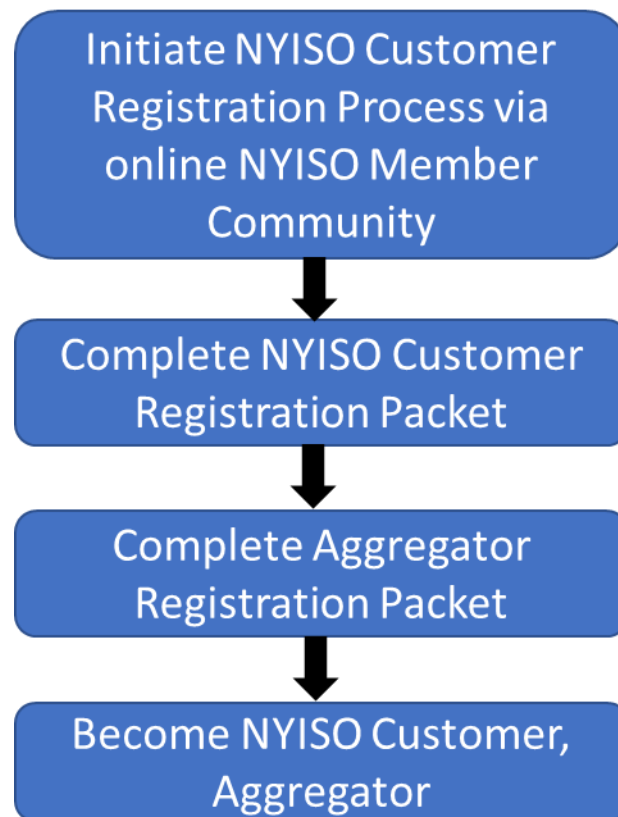 Initiate NYISO Customer
Registration Process via
online NYISO Member
Community
Complete NYISO Customer
Registration Packet
Complete Aggregator
Registration Packet
Become NYISO Customer,
Aggregator